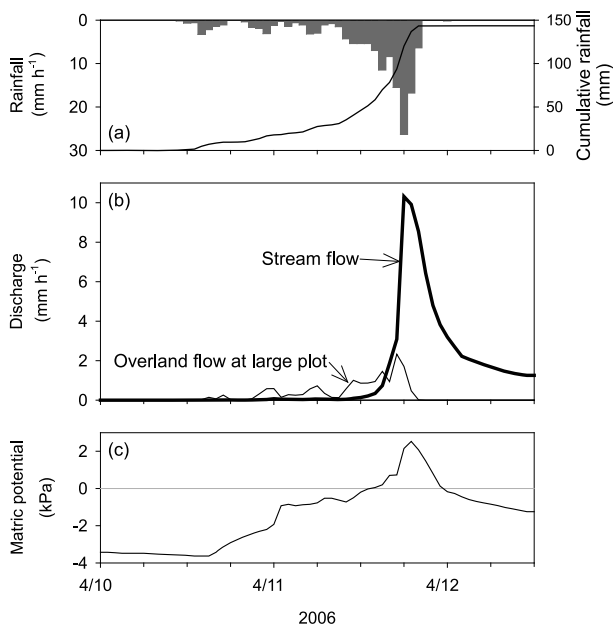 0
10
20
30
Rainfall
(mm h⁻¹)
(a)
150
100
50
0
Cumulative rainfall
(mm)
(b)
10
8
6
4
2
0
Discharge
(mm h⁻¹)
Stream flow
Overland flow at large plot
(c)
2
0
-2
-4
Matric potential
(kPa)
4/10
4/11
4/12
2006